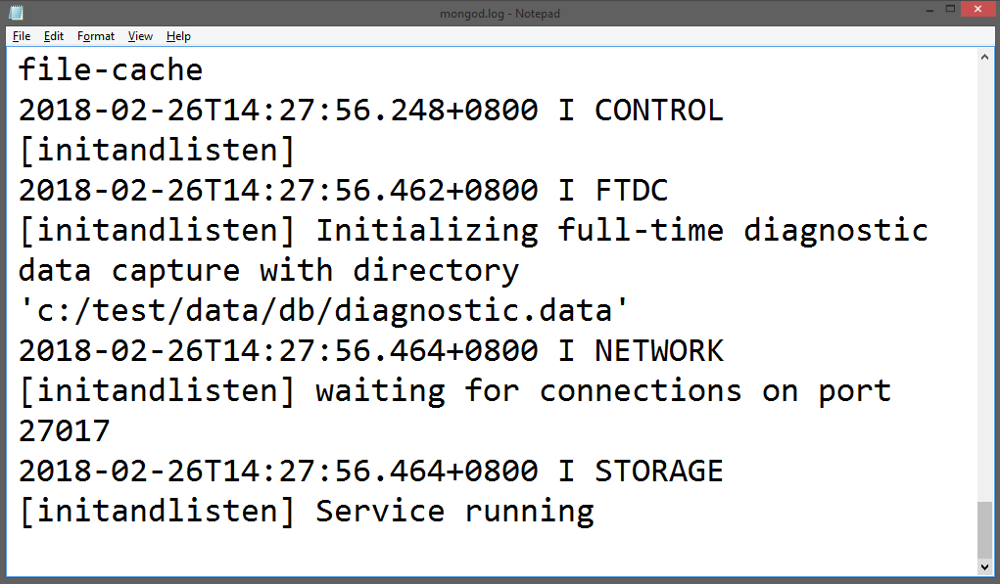 mongod.log - Notepad
File Edit Format View Help
file-cache
2018-02-26T14:27:56.248+0800 I CONTROL
[initandlisten]
2018-02-26T14:27:56.462+0800 I FTDC
[initandlisten] Initializing full-time diagnostic
data capture with directory
'c:/test/data/db/diagnostic.data'
2018-02-26T14:27:56.464+0800 I NETWORK
[initandlisten] waiting for connections on port
27017
2018-02-26T14:27:56.464+0800 I STORAGE
[initandlisten] Service running